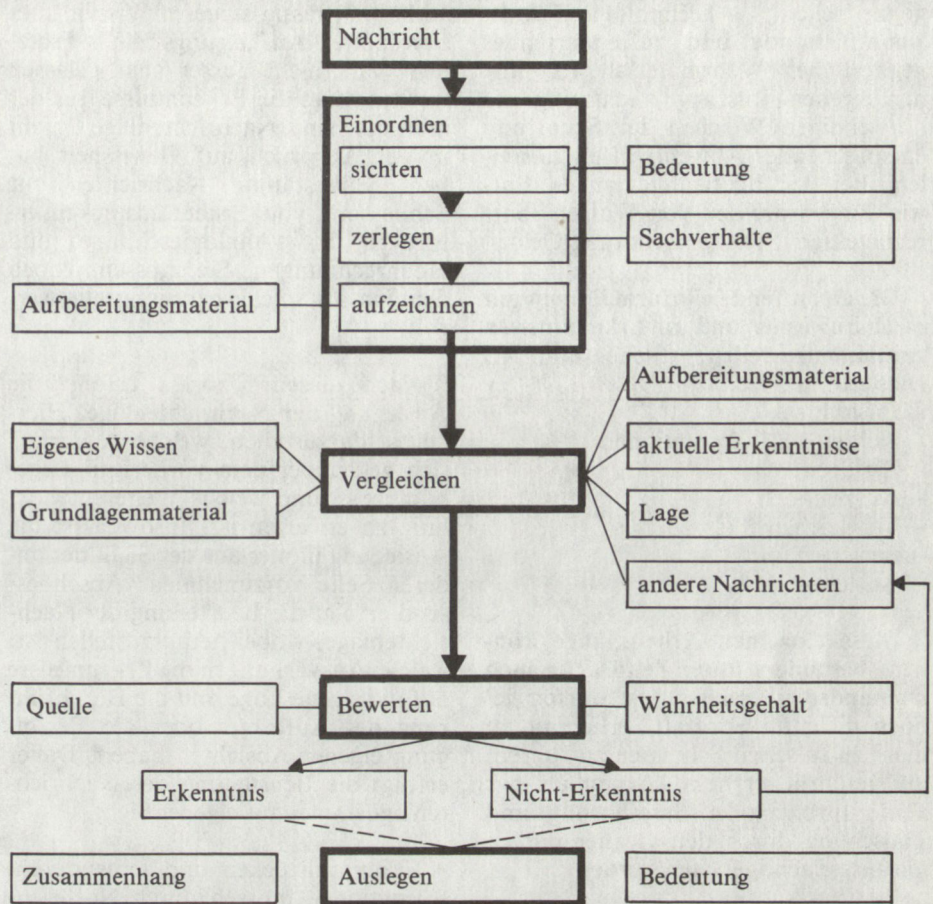 Nachricht
Einordnen
sichten
Bedeutung
zerlegen
Sachverhalte
Aufbereitungsmaterial
aufzeichnen
Aufbereitungsmaterial
Eigenes Wissen
aktuelle Erkenntnisse
Vergleichen
Grundlagenmaterial
Lage
andere Nachrichten
Quelle
Bewerten
Wahrheitsgehalt
Erkenntnis
Nicht-Erkenntnis
Zusammenhang
Auslegen
Bedeutung